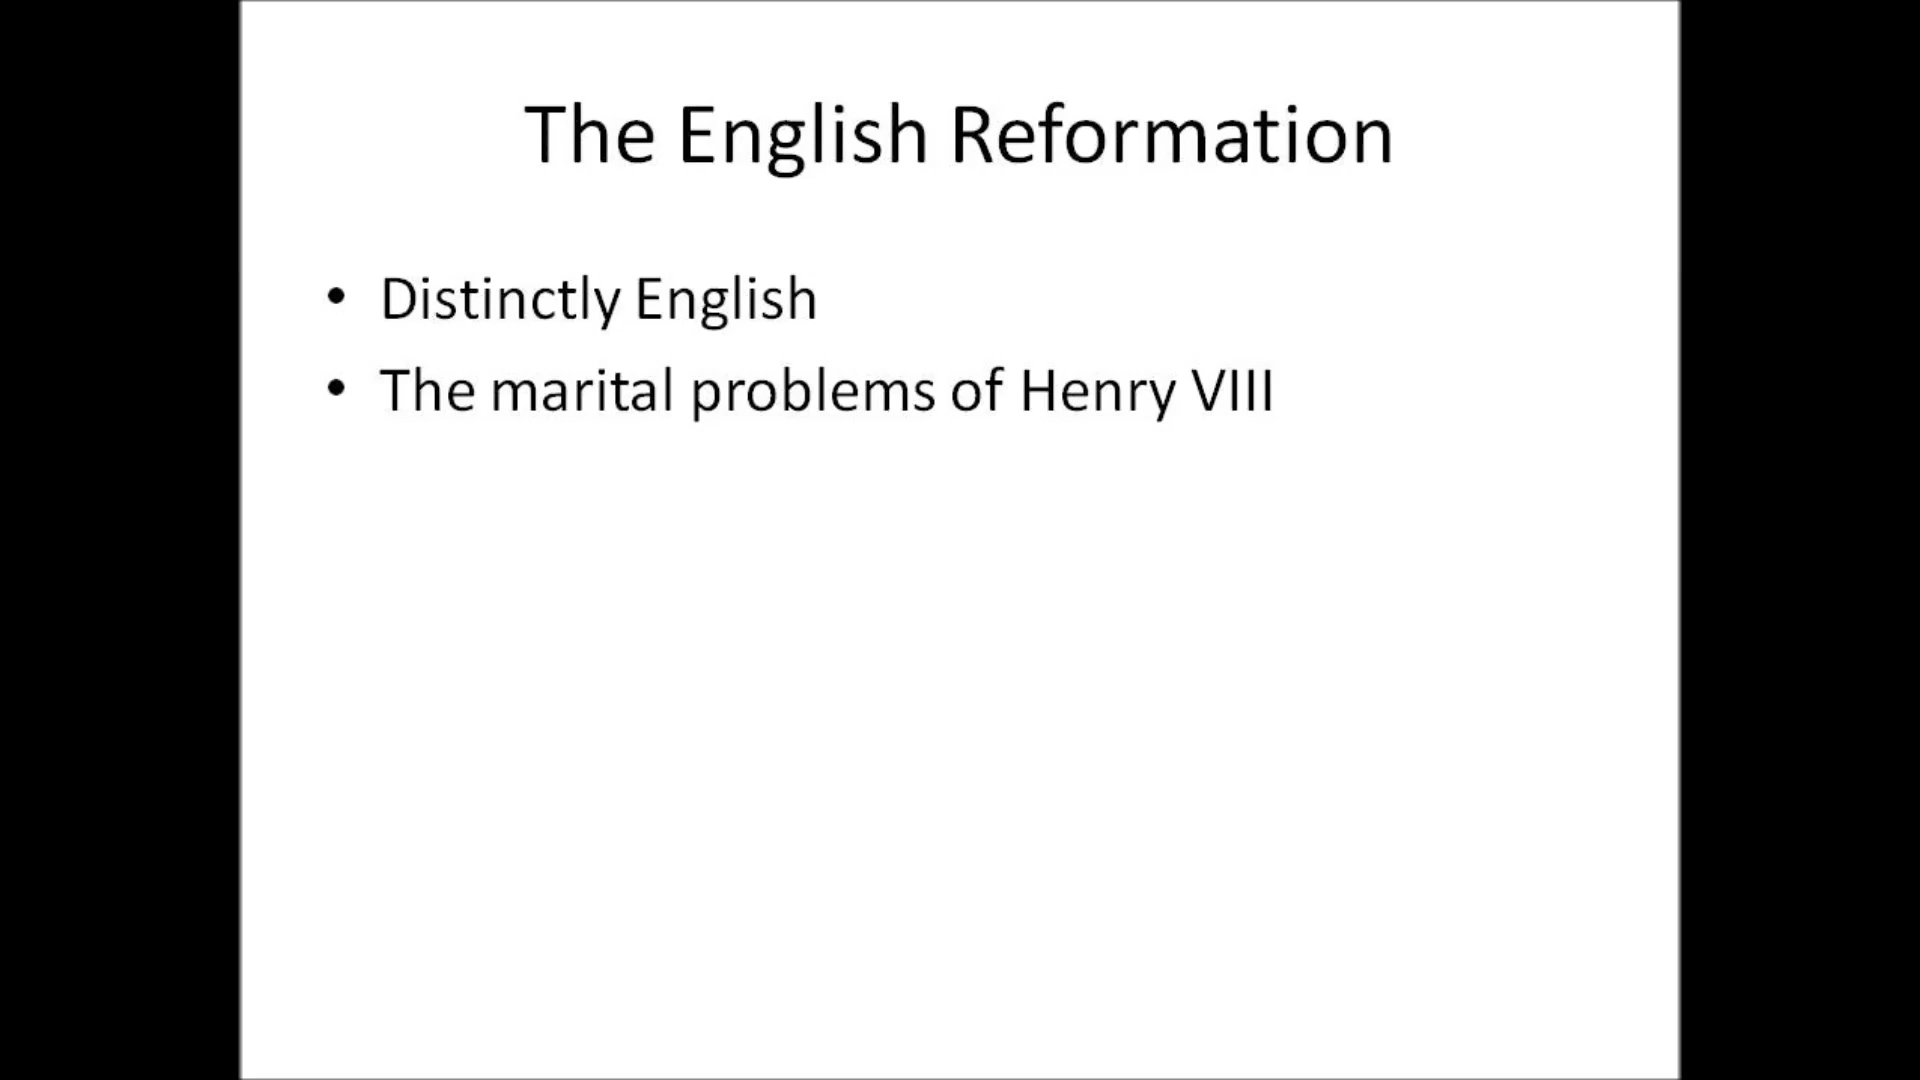 The English Reformation
• Distinctly English
• The marital problems of Henry VIII